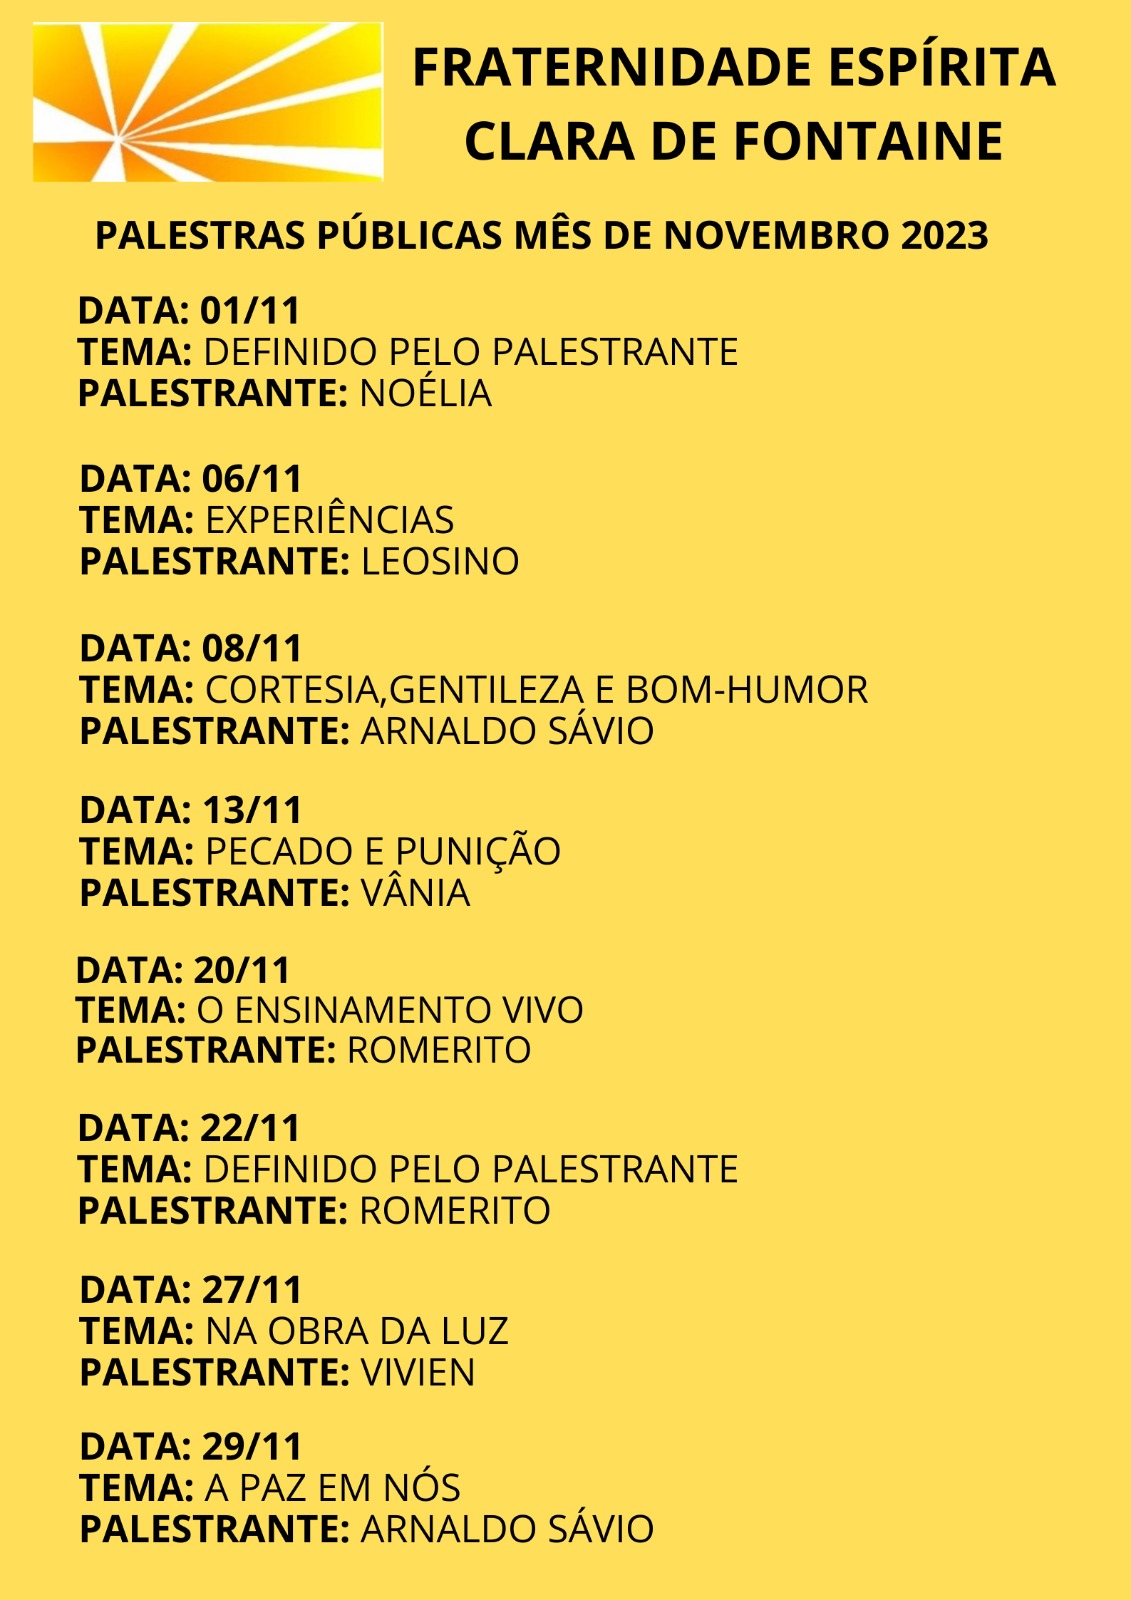 FRATERNIDADE ESPÍRITA
CLARA DE FONTAINE
PALESTRAS PÚBLICAS MÊS DE NOVEMBRO 2023
DATA: 01/11
TEMA: DEFINIDO PELO PALESTRANTE
PALESTRANTE: NOÉLIA
DATA: 06/11
TEMA: EXPERIÊNCIAS
PALESTRANTE: LEOSINO
DATA: 08/11
TEMA: CORTESIA,GENTILEZA E BOM-HUMOR
PALESTRANTE: ARNALDO SÁVIO
DATA: 13/11
TEMA: PECADO E PUNIÇÃO
PALESTRANTE: VÂNIA
DATA: 20/11
TEMA: O ENSINAMENTO VIVO
PALESTRANTE: ROMERITO
DATA: 22/11
TEMA: DEFINIDO PELO PALESTRANTE
PALESTRANTE: ROMERITO
DATA: 27/11
TEMA: NA OBRA DA LUZ
PALESTRANTE: VIVIEN
DATA: 29/11
TEMA: A PAZ EM NÓS
PALESTRANTE: ARNALDO SÁVIO